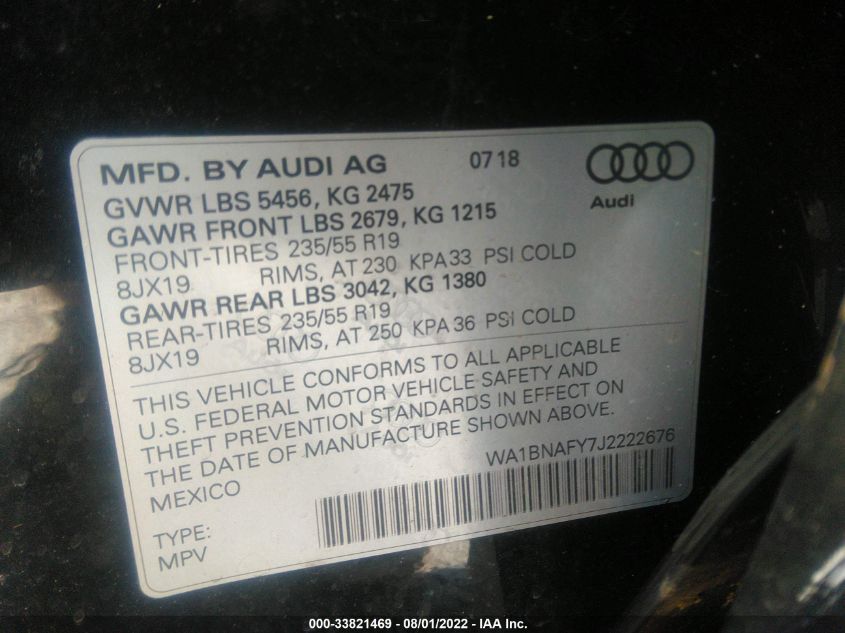 MFD. BY AUDI AG 0718
Audi
GVWR LBS 5456, KG 2475
GAWR FRONT LBS 2679, KG 1215
FRONT-TIRES 235/55 R19
8JX19 RIMS, AT 230 KPA 33 PSI COLD
GAWR REAR LBS 3042, KG 1380
REAR-TIRES 235/55 R19
8JX19 RIMS, AT 250 KPA 36 PSI COLD
THIS VEHICLE CONFORMS TO ALL APPLICABLE
U.S. FEDERAL MOTOR VEHICLE SAFETY AND
THEFT PREVENTION STANDARDS IN EFFECT ON
THE DATE OF MANUFACTURE SHOWN ABOVE.
MEXICO WA1BNAFY7J2222676
TYPE:
MPV
000-33821469 - 08/01/2022 - IAA Inc.